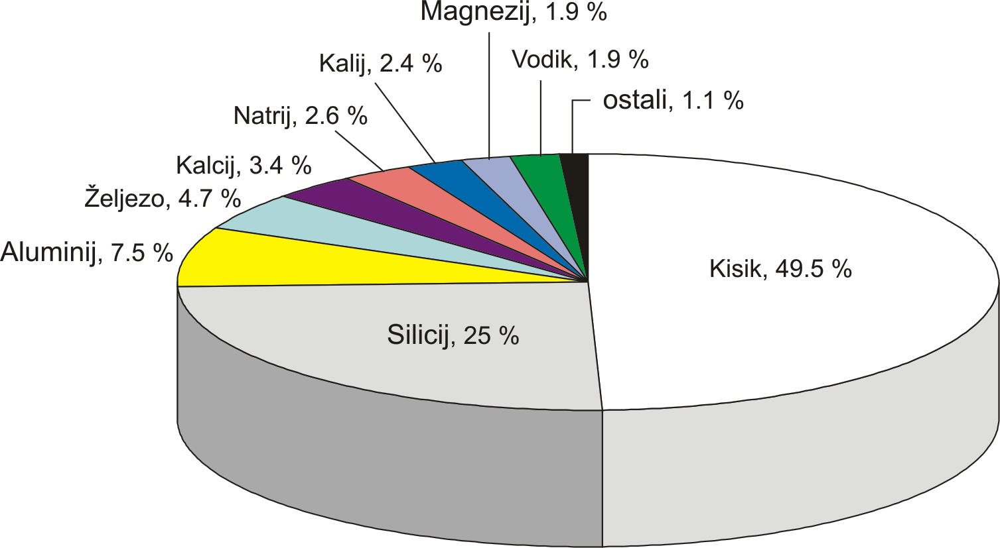 Magnezij, 1.9 %
Vodik, 1.9 %
Kalij, 2.4 %
ostali, 1.1 %
Natrij, 2.6 %
Kalcij, 3.4 %
Željezo, 4.7 %
Aluminij, 7.5 %
Kisik, 49.5 %
Silicij, 25 %